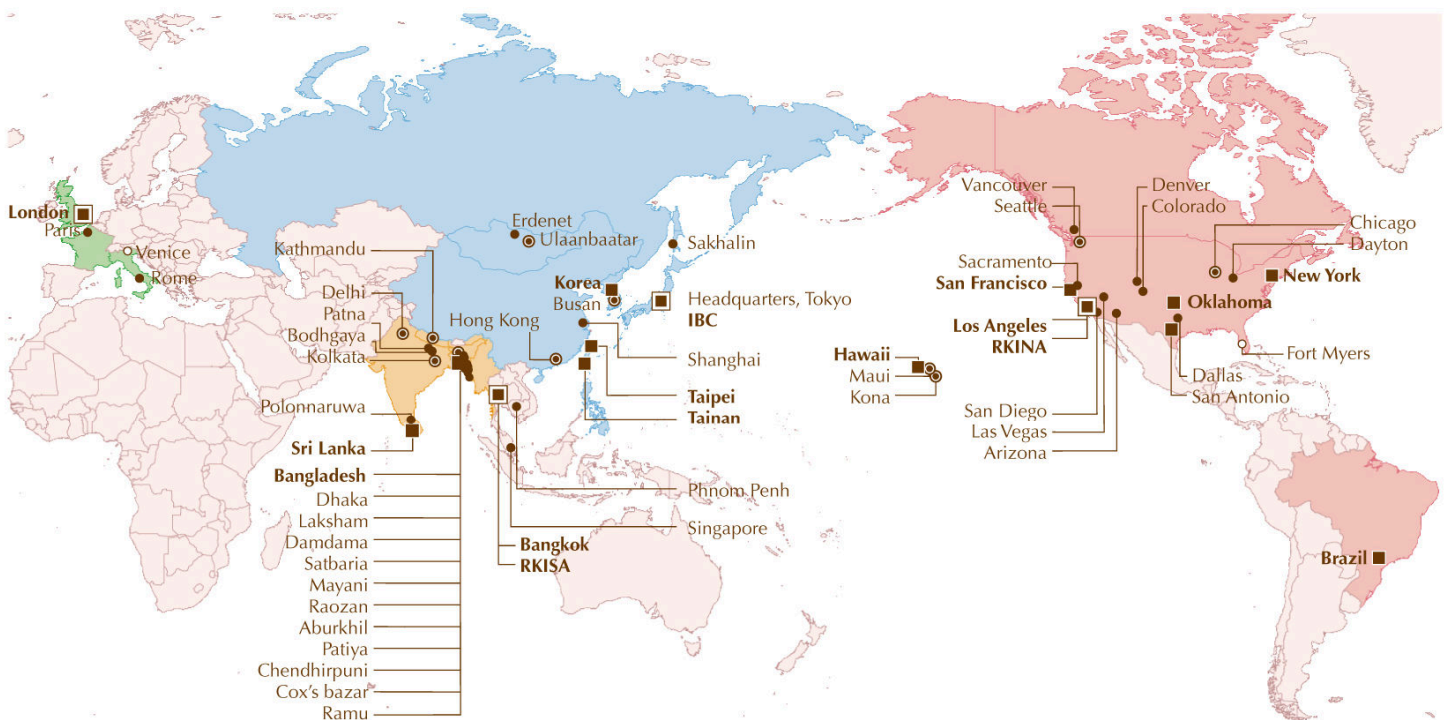 London
Paris
Venice
Rome
Kathmandu
Delhi
Patna
Bodhgaya
Kolkata
Polonnaruwa
Sri Lanka
Bangladesh
Dhaka
Laksham
Damdama
Satbaria
Mayani
Raozan
Aburkhil
Patiya
Chendhirpuni
Cox's bazar
Ramu
Erdenet
Ulaanbaatar
Sakhalin
Korea
Busan
Headquarters, Tokyo
IBC
Hong Kong
Shanghai
Taipei
Tainan
Phnom Penh
Singapore
Bangkok
RKISA
Hawaii
Maui
Kona
Vancouver
Seattle
Sacramento
San Francisco
Los Angeles
RKINA
San Diego
Las Vegas
Arizona
Denver
Colorado
Chicago
Dayton
New York
Oklahoma
Fort Myers
Dallas
San Antonio
Brazil